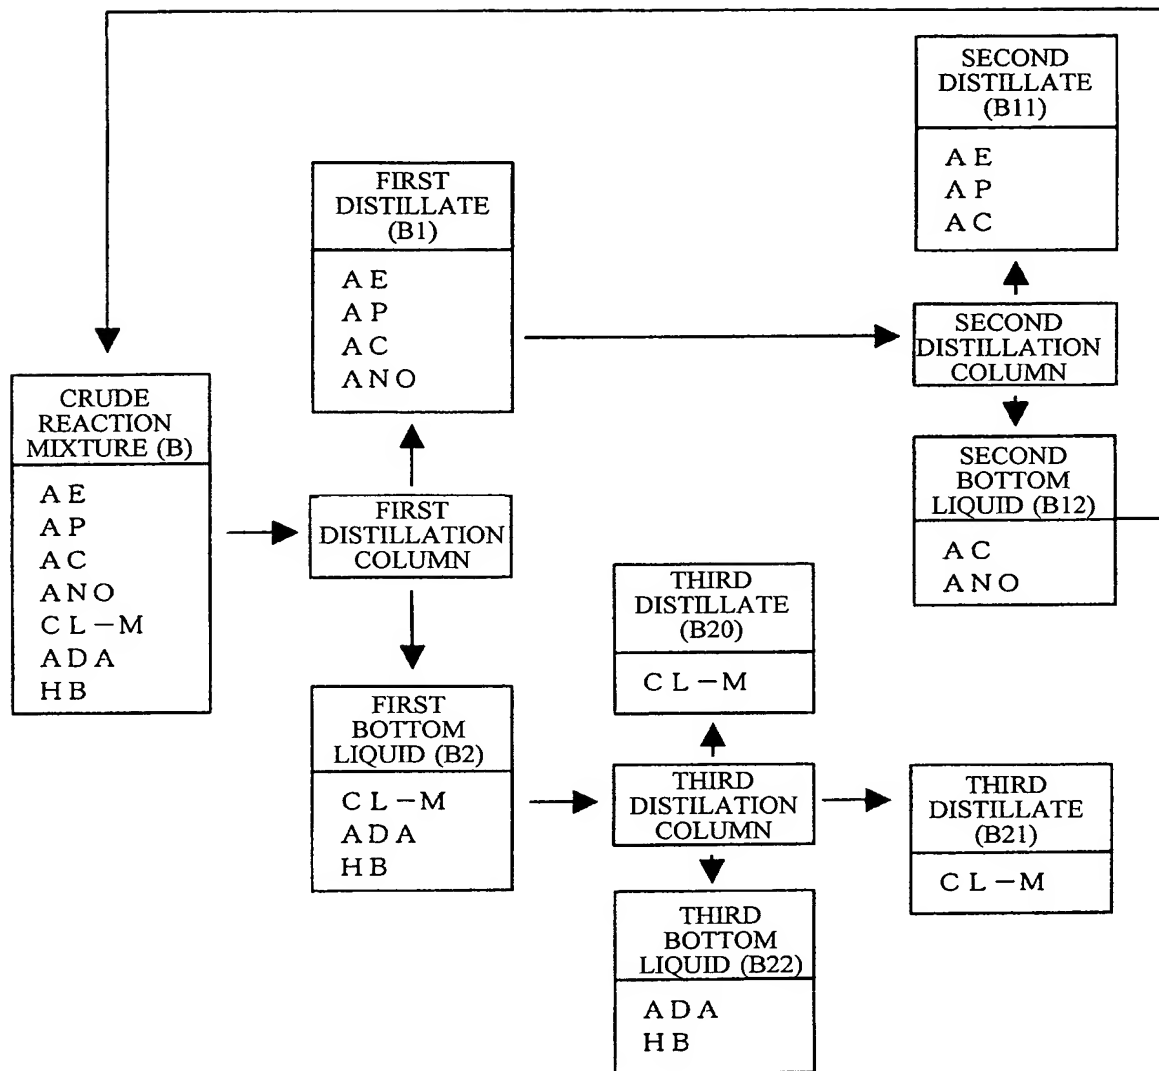 SECOND
DISTILLATE
(B11)
A E
A P
A C
FIRST
DISTILLATE
(B1)
A E
A P
A C
A N O
SECOND
DISTILLATION
COLUMN
CRUDE
REACTION
MIXTURE (B)
A E
A P
A C
A N O
C L – M
A D A
H B
FIRST
DISTILLATION
COLUMN
SECOND
BOTTOM
LIQUID (B12)
A C
A N O
THIRD
DISTILLATE
(B20)
C L – M
FIRST
BOTTOM
LIQUID (B2)
C L – M
A D A
H B
THIRD
DISTILATION
COLUMN
THIRD
DISTILLATE
(B21)
C L – M
THIRD
BOTTOM
LIQUID (B22)
A D A
H B